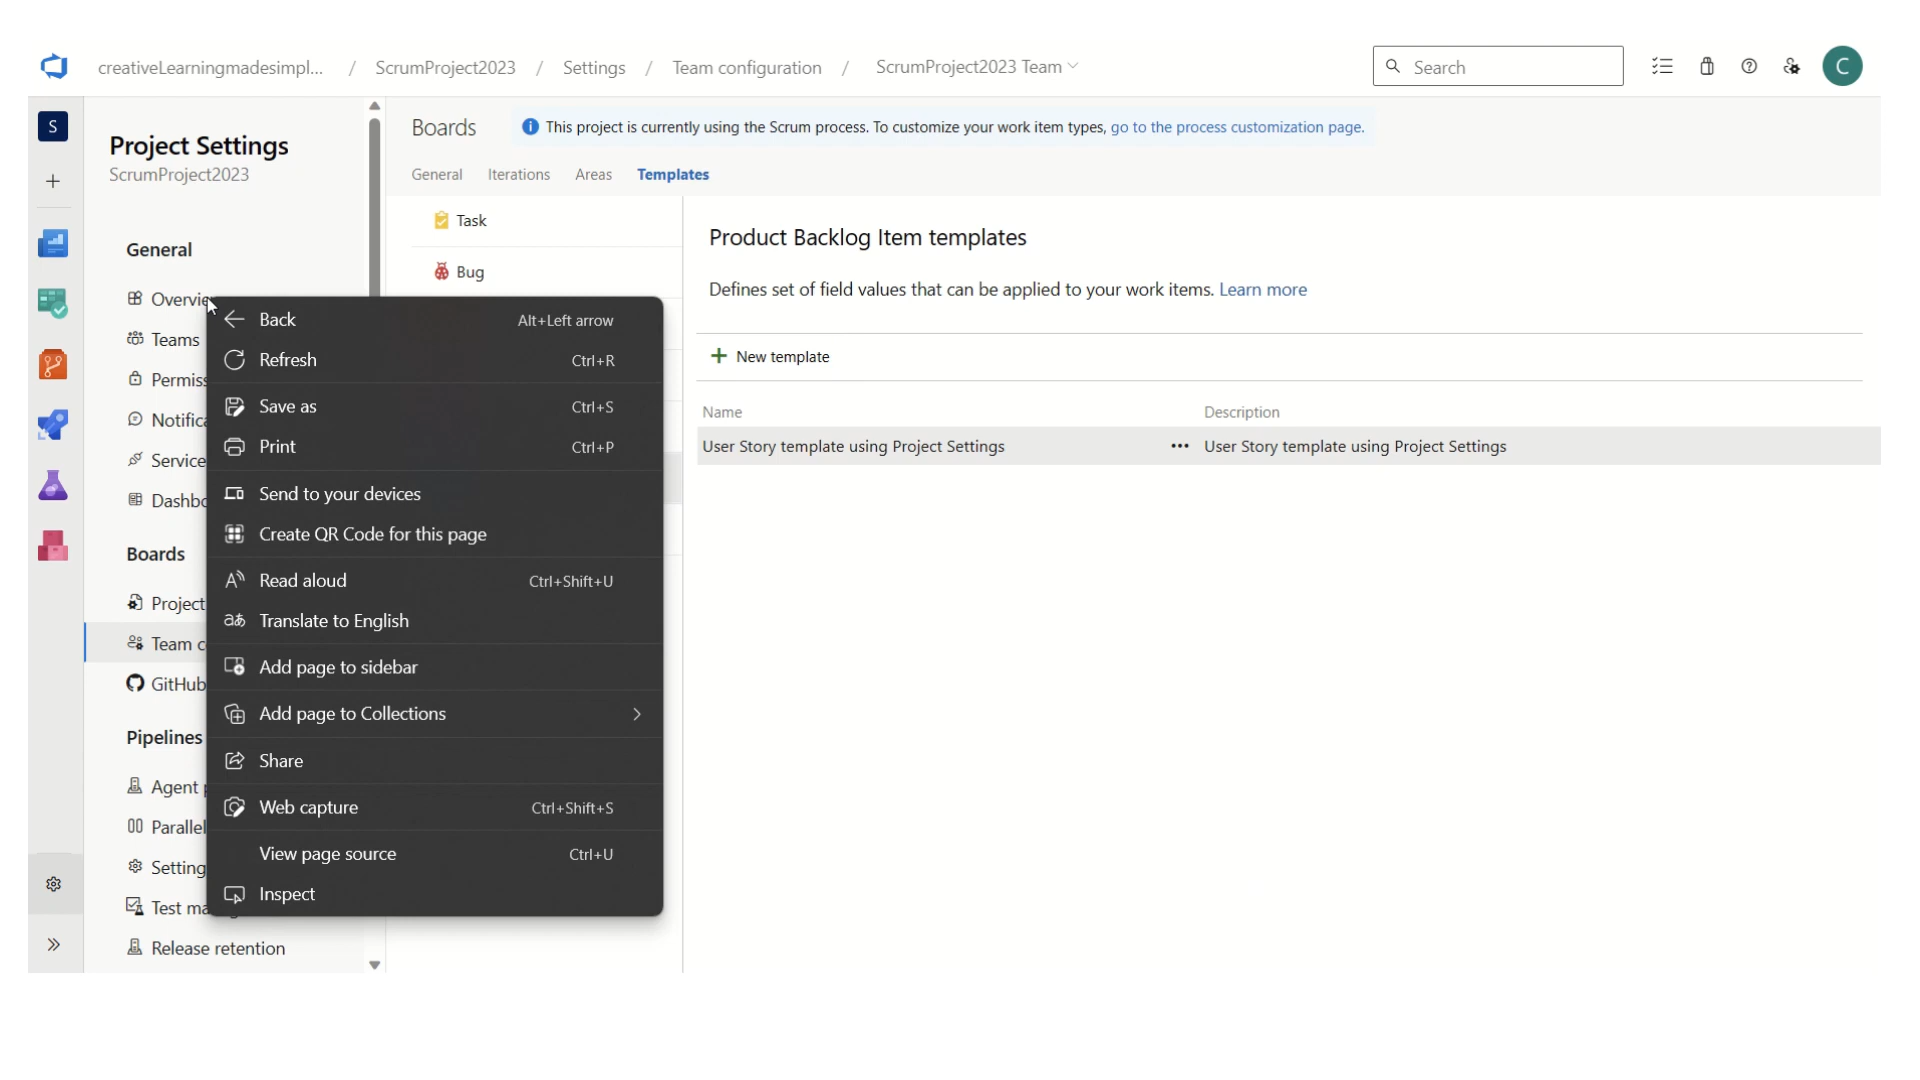 creativeLearningmadesimpl... / ScrumProject2023 / Settings / Team configuration / ScrumProject2023 Team
Search
C
S
Project Settings
ScrumProject2023
General
Overvie
Teams
Permiss
Notifica
Service
Dashbo
Boards
Project
Team c
GitHub
Pipelines
Agent
Parallel
Setting
Test ma
Release retention
Boards
This project is currently using the Scrum process. To customize your work item types, go to the process customization page.
General Iterations Areas Templates
Task
Bug
Back Alt+Left arrow
Refresh Ctrl+R
Save as Ctrl+S
Print Ctrl+P
Send to your devices
Create QR Code for this page
Read aloud Ctrl+Shift+U
Translate to English
Add page to sidebar
Add page to Collections
Share
Web capture Ctrl+Shift+S
View page source Ctrl+U
Inspect
Product Backlog Item templates
Defines set of field values that can be applied to your work items. Learn more
New template
Name Description
User Story template using Project Settings ••• User Story template using Project Settings